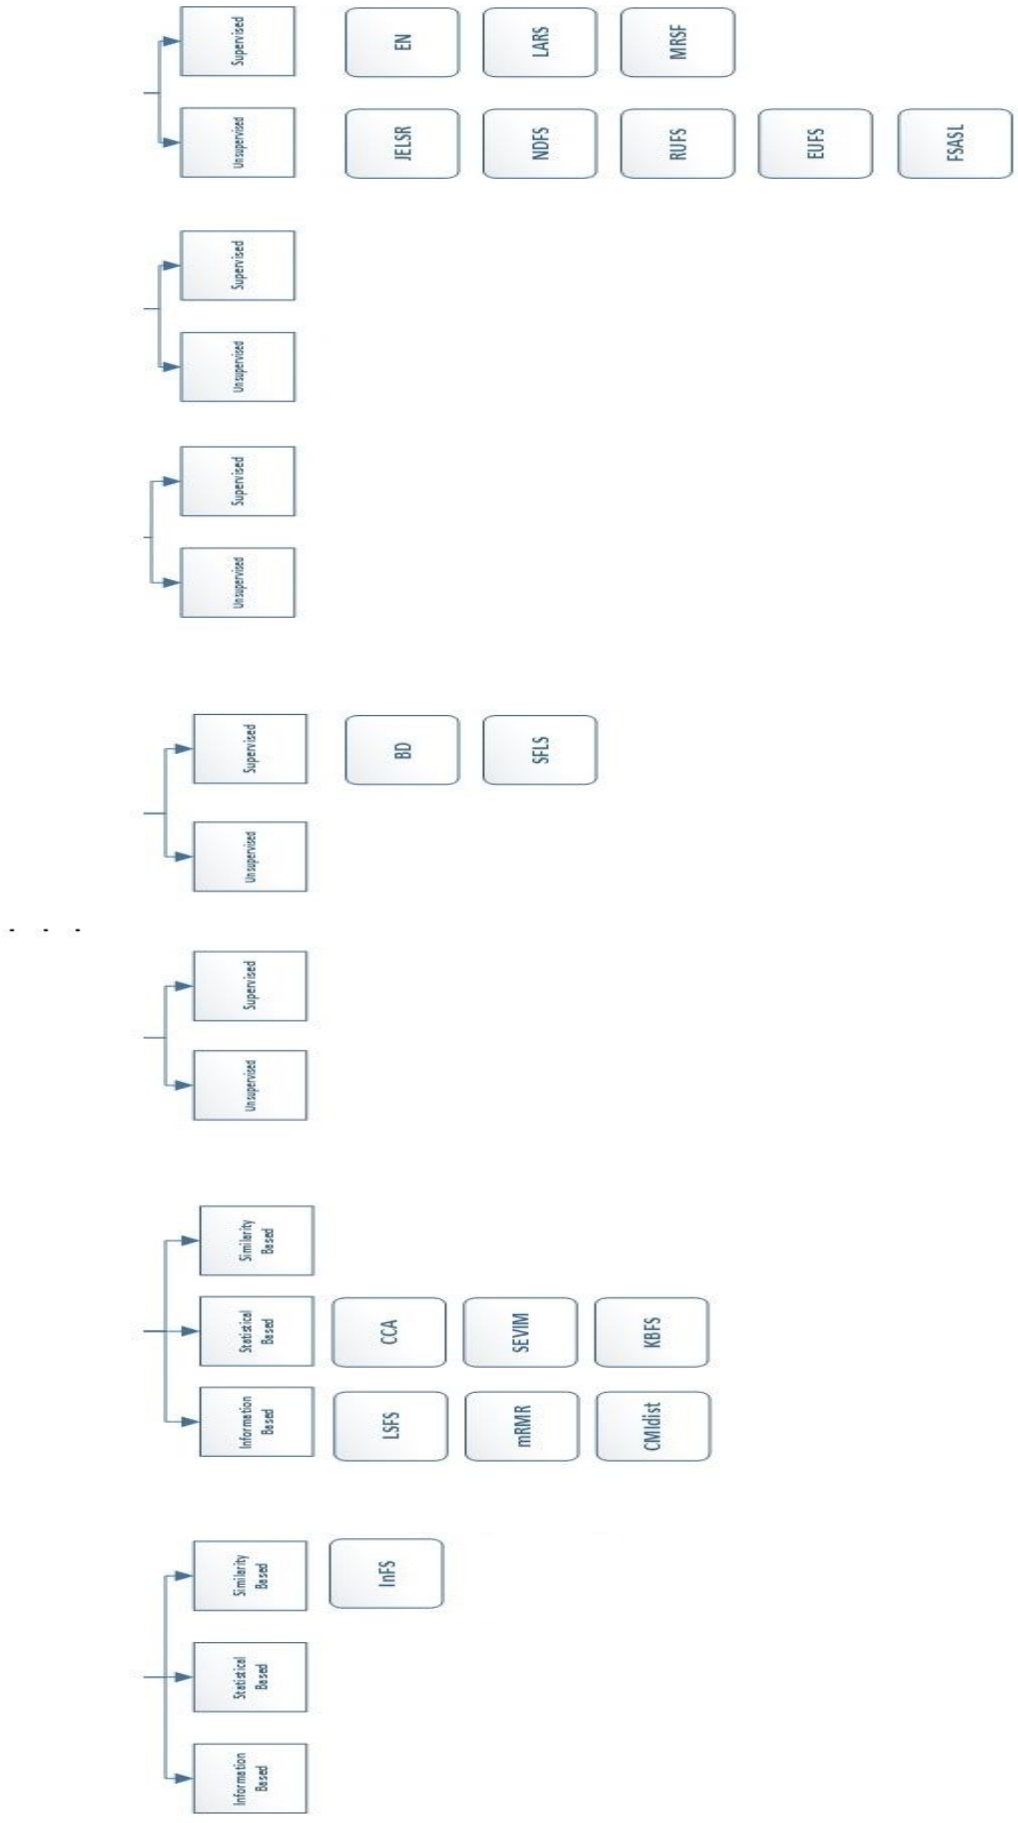 Information
Based
Statistical
Based
Similarity
Based
InFS
Information
Based
Statistical
Based
Similarity
Based
LSFS
CCA
mRMR
SEVIM
CMIdist
KBFS
Unsupervised
Supervised
Unsupervised
Supervised
BD
SFLS
Unsupervised
Supervised
Unsupervised
Supervised
Unsupervised
Supervised
JELSR
EN
NDFS
LARS
RUFS
MRSF
EUFS
FSASL